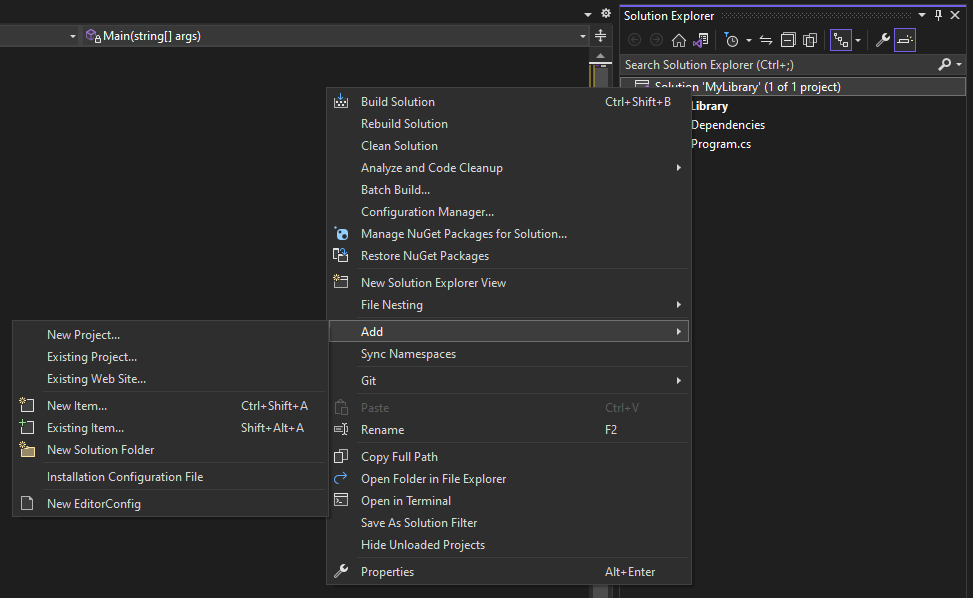 Solution Explorer
Main(string[] args)
Search Solution Explorer (Ctrl+;)
Solution 'MyLibrary' (1 of 1 project)
Library
Dependencies
Program.cs
Build Solution Ctrl+Shift+B
Rebuild Solution
Clean Solution
Analyze and Code Cleanup
Batch Build...
Configuration Manager...
Manage NuGet Packages for Solution...
Restore NuGet Packages
New Solution Explorer View
File Nesting
Add
Sync Namespaces
Git
Paste Ctrl+V
Rename F2
Copy Full Path
Open Folder in File Explorer
Open in Terminal
Save As Solution Filter
Hide Unloaded Projects
Properties Alt+Enter
New Project...
Existing Project...
Existing Web Site...
New Item... Ctrl+Shift+A
Existing Item... Shift+Alt+A
New Solution Folder
Installation Configuration File
New EditorConfig